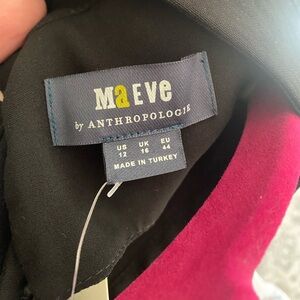 Maeve
by ANTHROPOLOGIE
US UK EU
12 16 44
MADE IN TURKEY